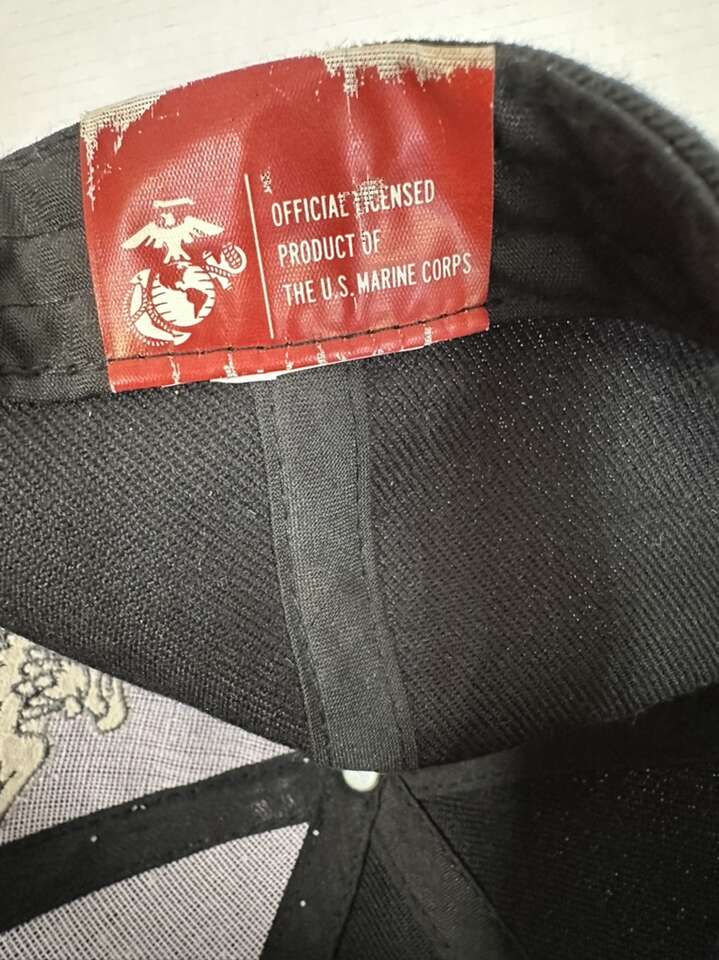 OFFICIAL LICENSED
PRODUCT OF
THE U.S. MARINE CORPS